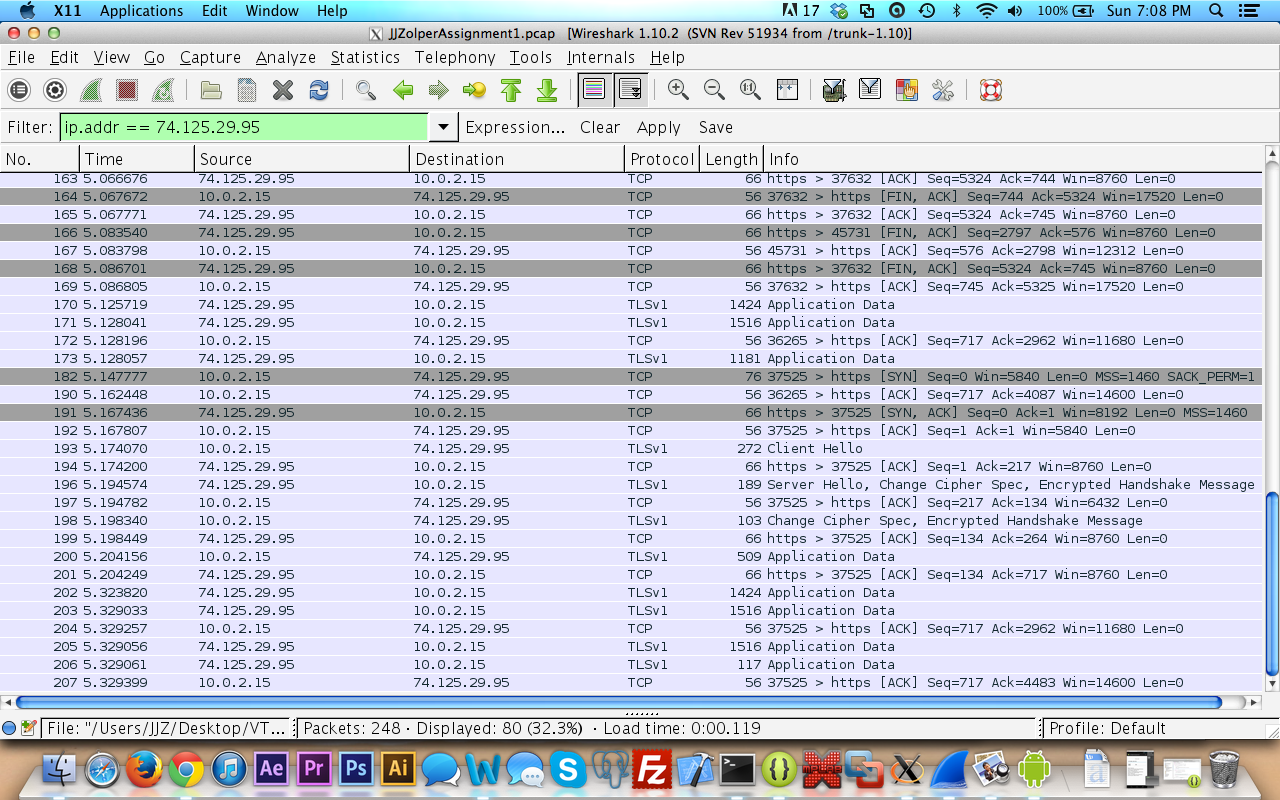 X11 Applications Edit Window Help 17 100% Sun 7:08 PM
JJZolperAssignment1.pcap [Wireshark 1.10.2 (SVN Rev 51934 from /trunk-1.10)]
File Edit View Go Capture Analyze Statistics Telephony Tools Internals Help
Filter: ip.addr == 74.125.29.95 Expression... Clear Apply Save
No. Time Source Destination Protocol Length Info
163 5.066676 74.125.29.95 10.0.2.15 TCP 66 https > 37632 [ACK] Seq=5324 Ack=744 Win=8760 Len=0
164 5.067672 10.0.2.15 74.125.29.95 TCP 56 37632 > https [FIN, ACK] Seq=744 Ack=5324 Win=17520 Len=0
165 5.067771 74.125.29.95 10.0.2.15 TCP 66 https > 37632 [ACK] Seq=5324 Ack=745 Win=8760 Len=0
166 5.083540 74.125.29.95 10.0.2.15 TCP 66 https > 45731 [FIN, ACK] Seq=2797 Ack=576 Win=8760 Len=0
167 5.083798 10.0.2.15 74.125.29.95 TCP 56 45731 > https [ACK] Seq=576 Ack=2798 Win=12312 Len=0
168 5.086701 74.125.29.95 10.0.2.15 TCP 66 https > 37632 [FIN, ACK] Seq=5324 Ack=745 Win=8760 Len=0
169 5.086805 10.0.2.15 74.125.29.95 TCP 56 37632 > https [ACK] Seq=745 Ack=5325 Win=17520 Len=0
170 5.125719 74.125.29.95 10.0.2.15 TLSv1 1424 Application Data
171 5.128041 74.125.29.95 10.0.2.15 TLSv1 1516 Application Data
172 5.128196 10.0.2.15 74.125.29.95 TCP 56 36265 > https [ACK] Seq=717 Ack=2962 Win=11680 Len=0
173 5.128057 74.125.29.95 10.0.2.15 TLSv1 1181 Application Data
182 5.147777 10.0.2.15 74.125.29.95 TCP 76 37525 > https [SYN] Seq=0 Win=5840 Len=0 MSS=1460 SACK_PERM=1
190 5.162448 10.0.2.15 74.125.29.95 TCP 56 36265 > https [ACK] Seq=717 Ack=4087 Win=14600 Len=0
191 5.167436 74.125.29.95 10.0.2.15 TCP 66 https > 37525 [SYN, ACK] Seq=0 Ack=1 Win=8192 Len=0 MSS=1460
192 5.167807 10.0.2.15 74.125.29.95 TCP 56 37525 > https [ACK] Seq=1 Ack=1 Win=5840 Len=0
193 5.174070 10.0.2.15 74.125.29.95 TLSv1 272 Client Hello
194 5.174200 74.125.29.95 10.0.2.15 TCP 66 https > 37525 [ACK] Seq=1 Ack=217 Win=8760 Len=0
196 5.194574 74.125.29.95 10.0.2.15 TLSv1 189 Server Hello, Change Cipher Spec, Encrypted Handshake Message
197 5.194782 10.0.2.15 74.125.29.95 TCP 56 37525 > https [ACK] Seq=217 Ack=134 Win=6432 Len=0
198 5.198340 10.0.2.15 74.125.29.95 TLSv1 103 Change Cipher Spec, Encrypted Handshake Message
199 5.198449 74.125.29.95 10.0.2.15 TCP 66 https > 37525 [ACK] Seq=134 Ack=264 Win=8760 Len=0
200 5.204156 10.0.2.15 74.125.29.95 TLSv1 509 Application Data
201 5.204249 74.125.29.95 10.0.2.15 TCP 66 https > 37525 [ACK] Seq=134 Ack=717 Win=8760 Len=0
202 5.323820 74.125.29.95 10.0.2.15 TLSv1 1424 Application Data
203 5.329033 74.125.29.95 10.0.2.15 TLSv1 1516 Application Data
204 5.329257 10.0.2.15 74.125.29.95 TCP 56 37525 > https [ACK] Seq=717 Ack=2962 Win=11680 Len=0
205 5.329056 74.125.29.95 10.0.2.15 TLSv1 1516 Application Data
206 5.329061 74.125.29.95 10.0.2.15 TLSv1 117 Application Data
207 5.329399 10.0.2.15 74.125.29.95 TCP 56 37525 > https [ACK] Seq=717 Ack=4483 Win=14600 Len=0
File: "/Users/JJZ/Desktop/VT... Packets: 248 · Displayed: 80 (32.3%) · Load time: 0:00.119 Profile: Default
Ae Pr Ps Ai W S Fz {} X